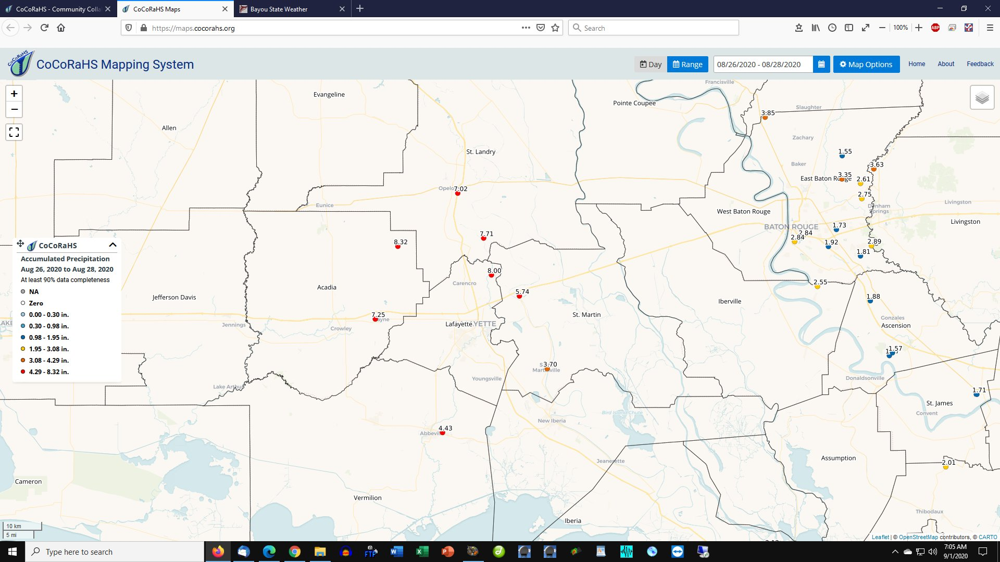 CoCoRaHS - Community Colla
CoCoRaHS Maps
Bayou State Weather
https://maps.cocorahs.org
Search
100%
ABP
CoCoRaHS
CoCoRaHS Mapping System
Day
Range
08/26/2020 - 08/28/2020
Map Options
Home
About
Feedback
+
−
Francisville
Evangeline
Pointe Coupee
Slaughter
3.85
Allen
Zachary
St. Landry
1.55
Baker
3.63
3.35
East Baton Rouge
2.61
Opelo
7.02
2.75
Eunice
Denham
Springs
Livingston
West Baton Rouge
Livingston
BATON ROUGE
1.73
7.71
2.84
2.84
8.32
1.92
2.89
1.81
CoCoRaHS
Accumulated Precipitation
Aug 26, 2020 to Aug 28, 2020
At least 90% data completeness
NA
Zero
0.00 - 0.30 in.
0.30 - 0.98 in.
0.98 - 1.95 in.
1.95 - 3.08 in.
3.08 - 4.29 in.
4.29 - 8.32 in.
8.00
Carencro
2.55
Acadia
5.74
Jefferson Davis
1.88
Iberville
7.25
yne
St. Martin
Gonzales
Ascension
Jennings
Crowley
Lafayette
YETTE
LAKE
1.57
3.70
Martinville
Youngsville
Donaldsonville
Lake Arthur
1.71
St. James
Bird Island Chute
Convent
New Iberia
4.43
Abbevil
Jeanerette
Assumption
2.01
Cameron
Vermilion
Thibodaux
Iberia
10 km
5 mi
Leaflet | © OpenStreetMap contributors, © CARTO
Type here to search
FTP
7:05 AM
9/1/2020